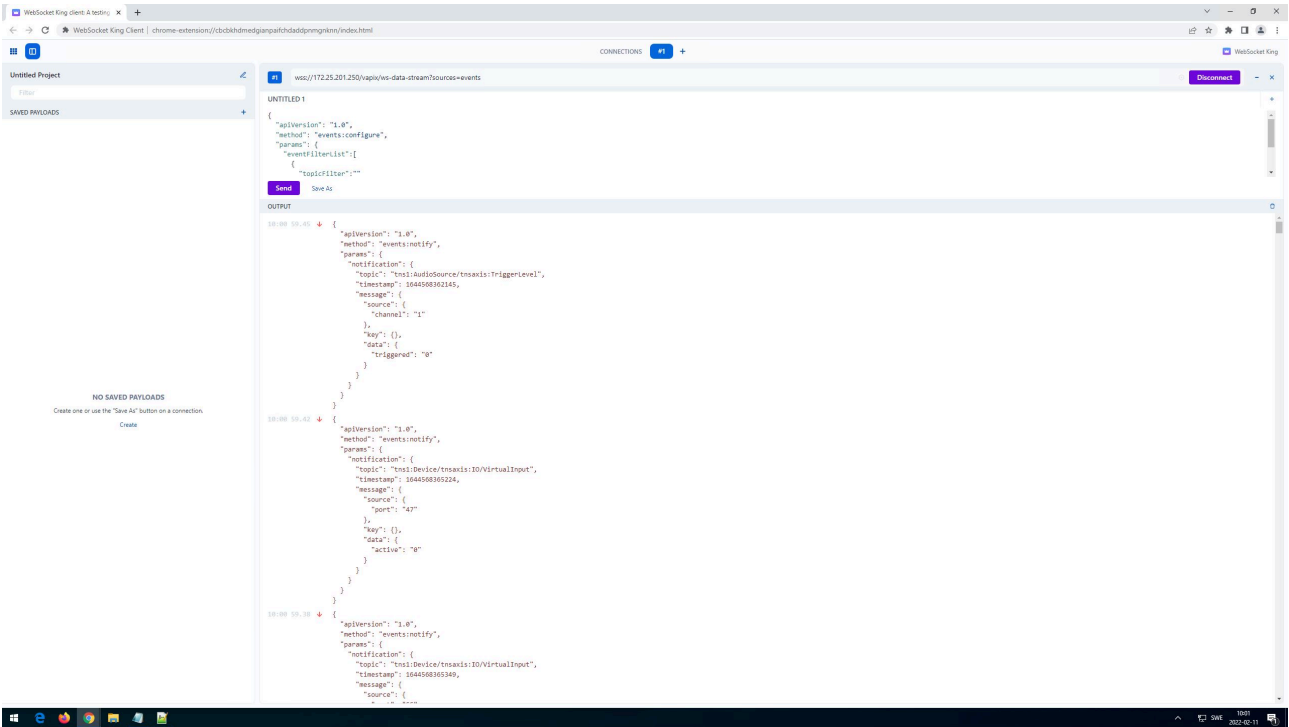 WebSocket King client: A testing
WebSocket King Client | chrome-extension://cbcbkhdmedgianpaifchdaddpnmgnknn/index.html
CONNECTIONS #1 +
WebSocket King
Untitled Project
Filter
SAVED PAYLOADS +
NO SAVED PAYLOADS
Create one or use the "Save As" button on a connection.
Create
#1 wss://172.25.201.250/vapix/ws-data-stream?sources=events
Disconnect
UNTITLED 1
{
"apiVersion": "1.0",
"method": "events:configure",
"params": {
"eventFilterList":[
{
"topicFilter":""
Send Save As
OUTPUT
10:00 59.45 {
"apiVersion": "1.0",
"method": "events:notify",
"params": {
"notification": {
"topic": "tns1:AudioSource/tnsaxis:TriggerLevel",
"timestamp": 1644568362145,
"message": {
"source": {
"channel": "1"
},
"key": {},
"data": {
"triggered": "0"
}
}
}
}
}
10:00 59.42 {
"apiVersion": "1.0",
"method": "events:notify",
"params": {
"notification": {
"topic": "tns1:Device/tnsaxis:IO/VirtualInput",
"timestamp": 1644568365224,
"message": {
"source": {
"port": "47"
},
"key": {},
"data": {
"active": "0"
}
}
}
}
}
10:00 59.38 {
"apiVersion": "1.0",
"method": "events:notify",
"params": {
"notification": {
"topic": "tns1:Device/tnsaxis:IO/VirtualInput",
"timestamp": 1644568365349,
"message": {
"source": {
SWE
10:01
2022-02-11